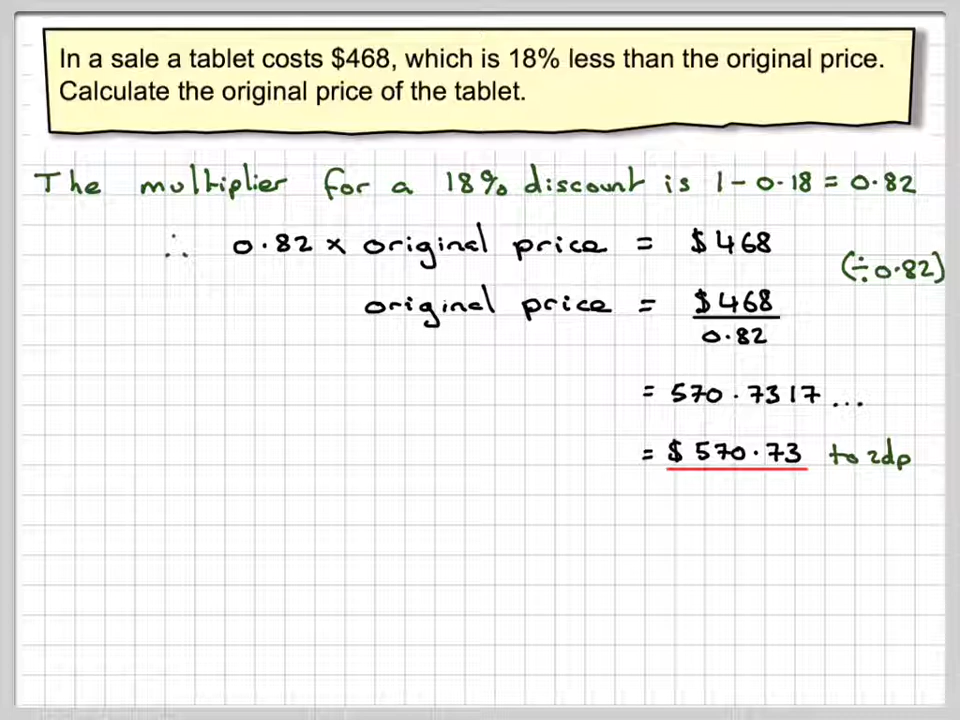 In a sale a tablet costs $468, which is 18% less than the original price.
Calculate the original price of the tablet.
The multiplier for a 18% discount is 1 - 0.18 = 0.82
∴ 0.82 × original price = $468
(÷0.82)
original price = $468 / 0.82
= 570.7317...
= $570.73 to 2dp